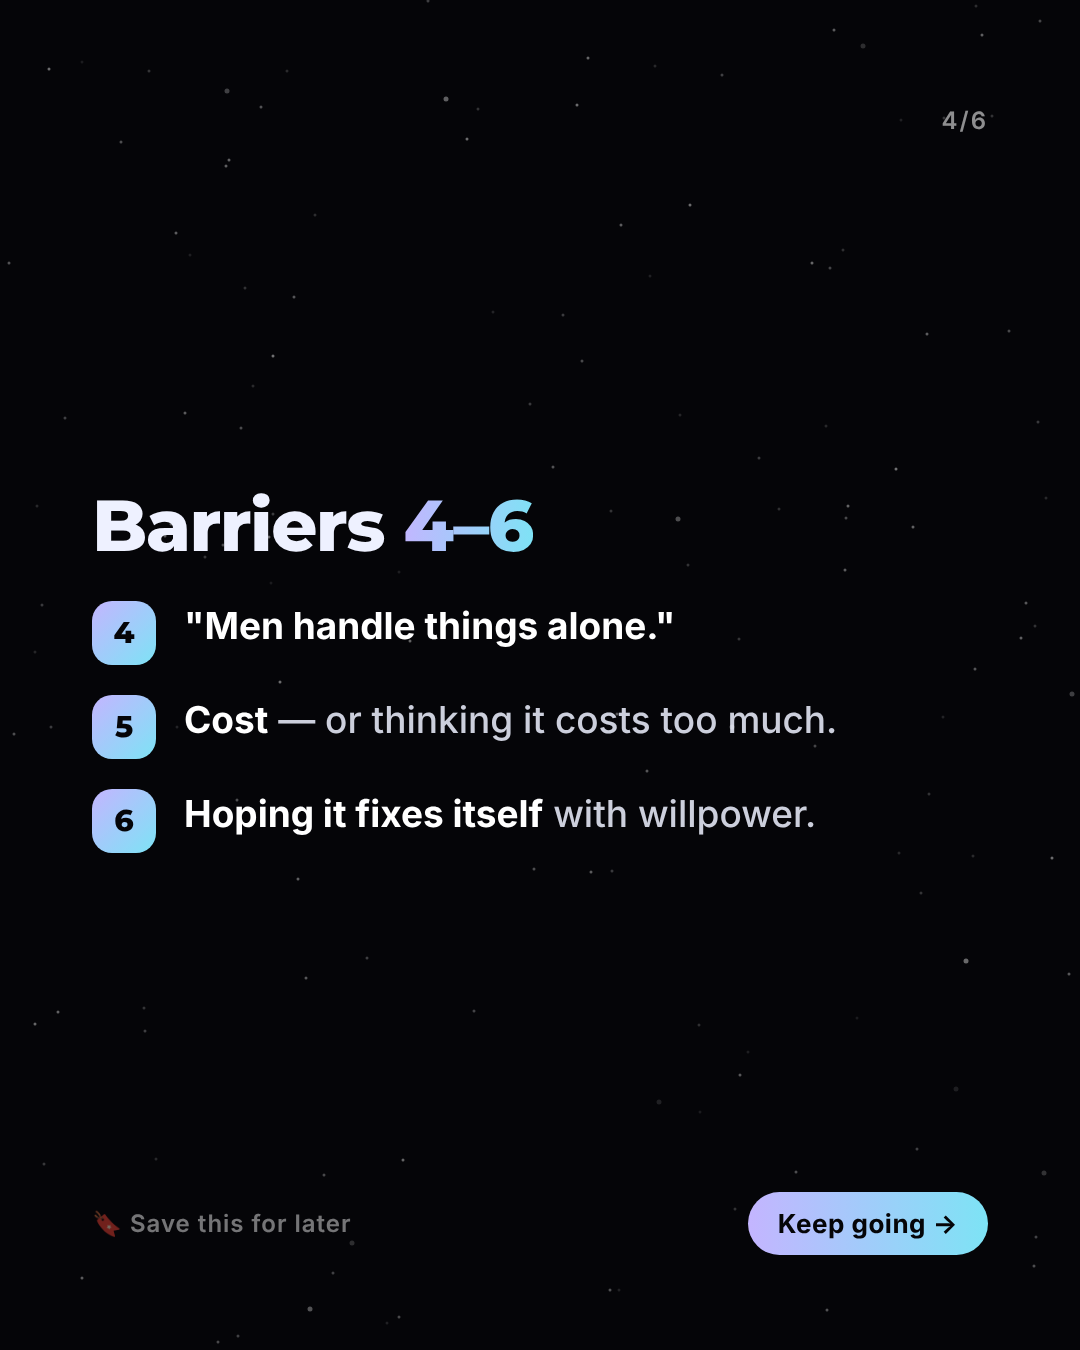 4/6
Barriers 4–6
4 "Men handle things alone."
5 Cost — or thinking it costs too much.
6 Hoping it fixes itself with willpower.
🔖 Save this for later
Keep going →